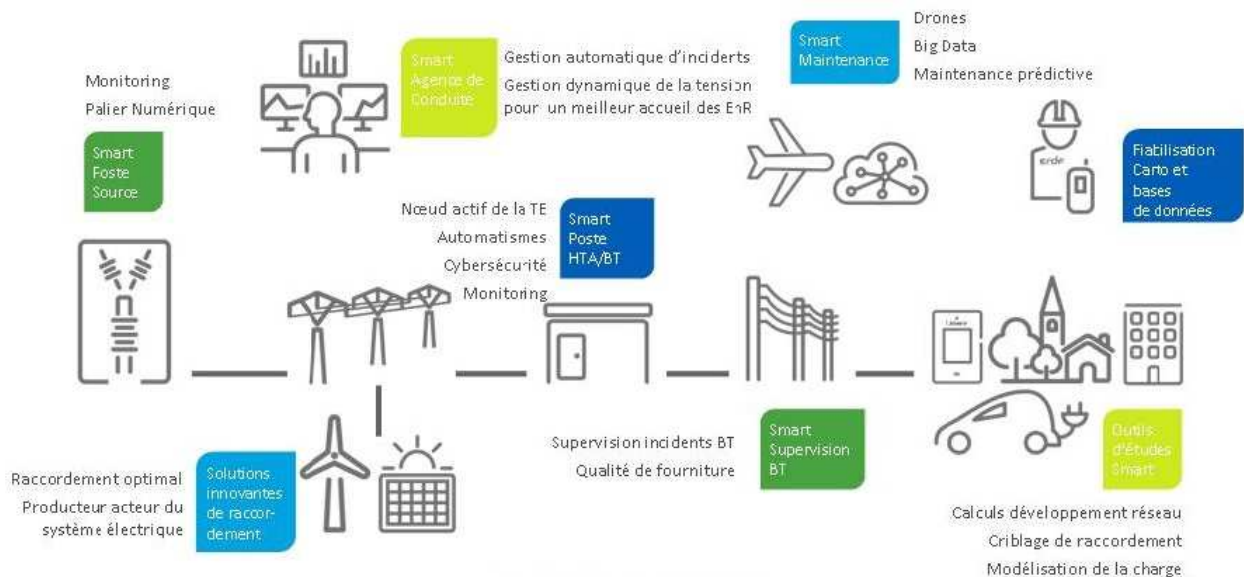 Drones
Smart
Maintenance
Big Data
Maintenance prédictive
Smart
Agence de
Conduite
Gestion automatique d'inciderts
Gestion dynamique de la tension
pour un meilleur accueil des EnR
Monitoring
Palier Numérique
Smart
Foste
Source
erdf
Fiabilisation
Carto et
bases
de données
Nœud actif de la TE
Automatismes
Cybersécurité
Monitoring
Smart
Poste
HTA/BT
Supervision incidents BT
Qualité de fourniture
Smart
Supervision
BT
Outils
d'études
Smart
Raccordement optimal
Producteur acteur du
système électrique
Solutions
innovantes
de raccor-
dement
Calculs développement réseau
Criblage de raccordement
Modélisation de la charge